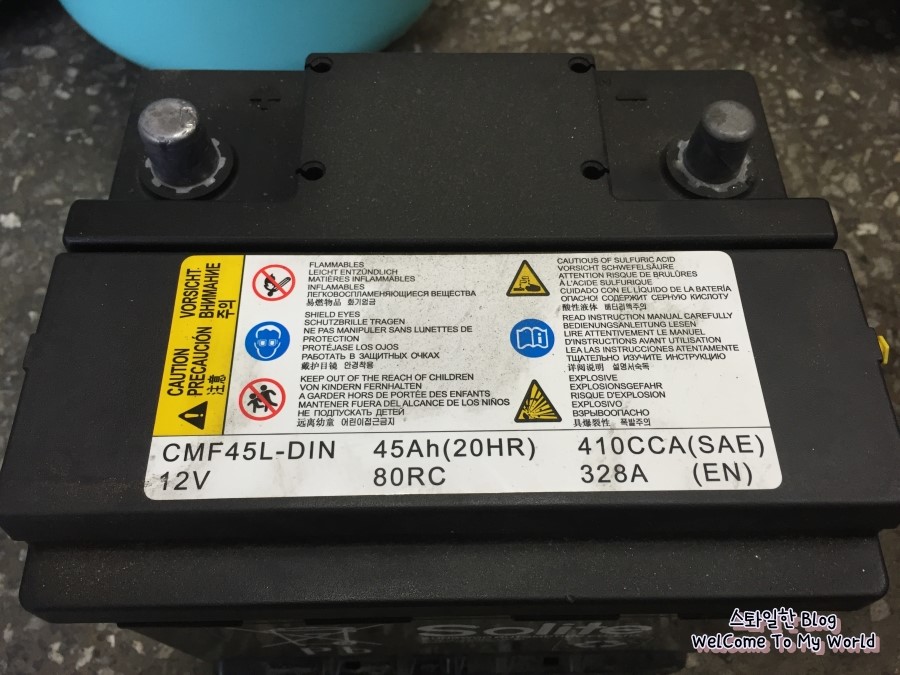 + −
CAUTION VORSICHT
PRECAUCIÓN ВНИМАНИЕ
注意 주의
FLAMMABLES
LEICHT ENTZÜNDLICH
MATIÈRES INFLAMMABLES
INFLAMABLES
ЛЕГКОВОСПЛАМЕНЯЮЩИЕСЯ ВЕЩЕСТВА
易燃物品 화기엄금
SHIELD EYES
SCHUTZBRILLE TRAGEN
NE PAS MANIPULER SANS LUNETTES DE
PROTECTION
PROTÉJASE LOS OJOS
РАБОТАТЬ В ЗАЩИТНЫХ ОЧКАХ
戴护目镜 안경착용
KEEP OUT OF THE REACH OF CHILDREN
VON KINDERN FERNHALTEN
A GARDER HORS DE PORTÉE DES ENFANTS
MANTENER FUERA DEL ALCANCE DE LOS NIÑOS
НЕ ПОДПУСКАТЬ ДЕТЕЙ
远离幼童 어린이접근금지
CAUTIOUS OF SULFURIC ACID
VORSICHT SCHWEFELSÄURE
ATTENTION RISQUE DE BRULÛRES
A L'ACIDE SULFURIQUE
CUIDADO CON EL LÍQUIDO DE LA BATERÍA
ОПАСНО! СОДЕРЖИТ СЕРНУЮ КИСЛОТУ
酸性液体 배터리액주의
READ INSTRUCTION MANUAL CAREFULLY
BEDIENUNGSANLEITUNG LESEN
LIRE ATTENTIVEMENT LE MANUEL
D'INSTRUCTIONS AVANT UTILISATION
LEA LAS INSTRUCCIONES ATENTAMENTE
ТЩАТЕЛЬНО ИЗУЧИТЕ ИНСТРУКЦИЮ
详阅说明 설명서숙독
EXPLOSIVE
EXPLOSIONSGEFAHR
RISQUE D'EXPLOSION
EXPLOSIVO
ВЗРЫВООПАСНО
具爆裂性 폭발주의
CMF45L-DIN 45Ah(20HR) 410CCA(SAE)
12V 80RC 328A (EN)
Solite
스톼일한 Blog
WelCome To My World